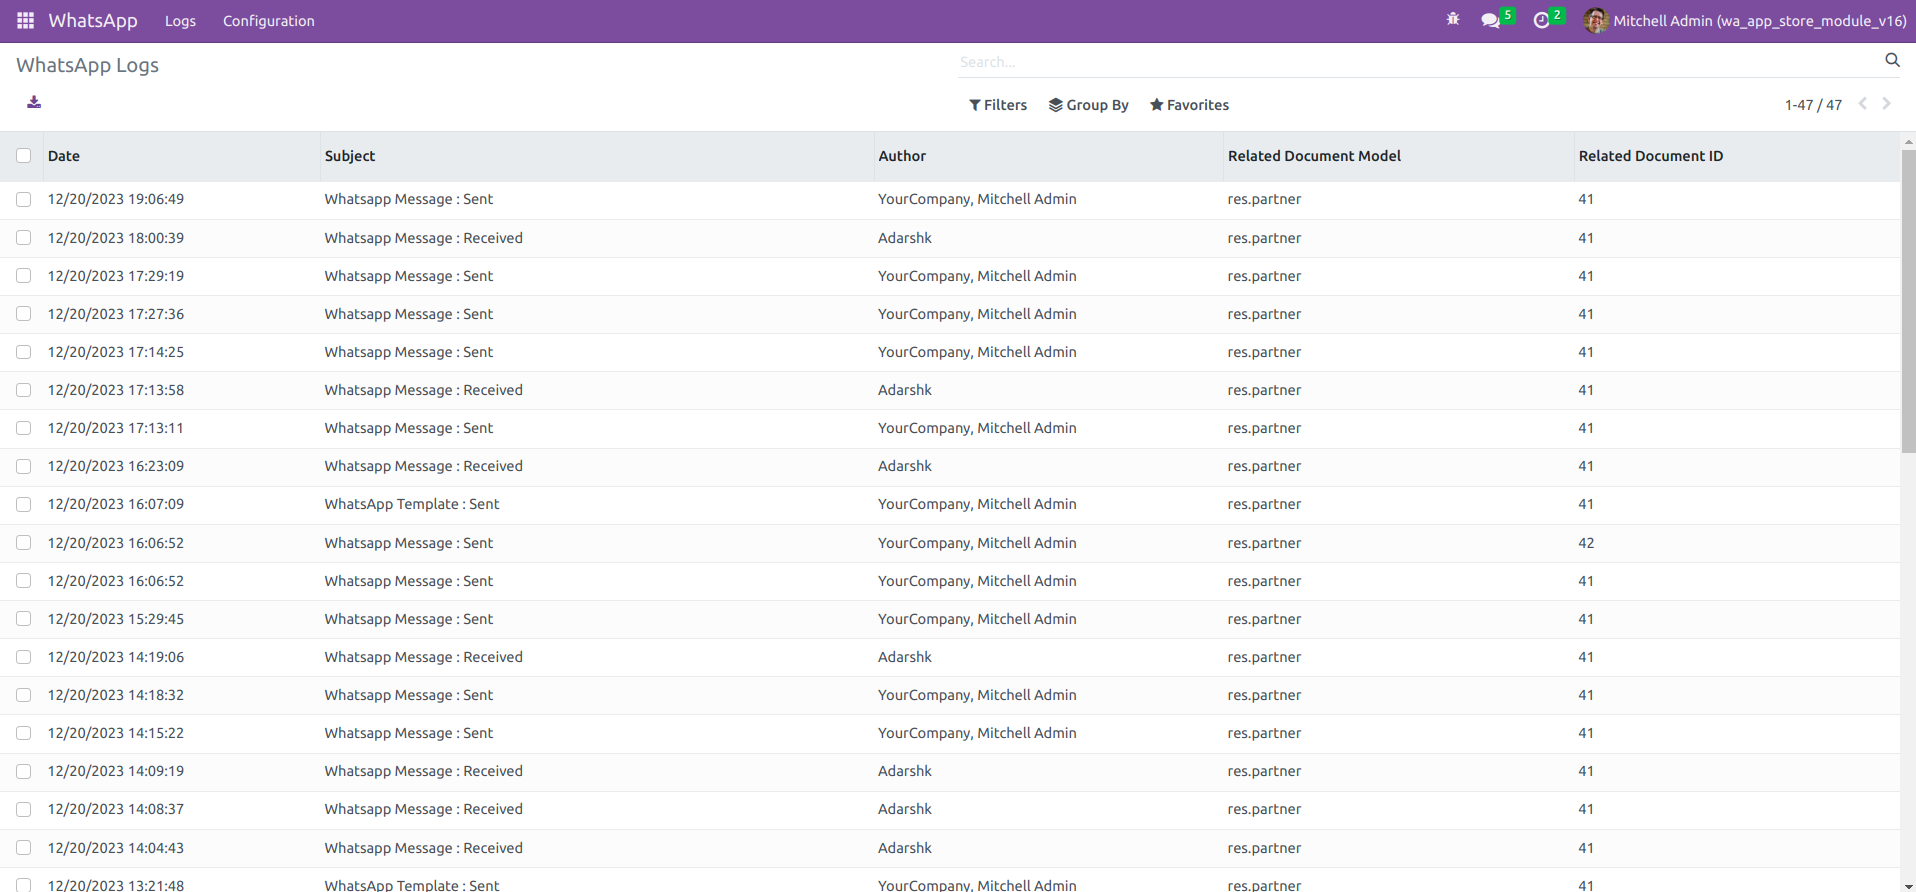 WhatsApp Logs Configuration 5 2 Mitchell Admin (wa_app_store_module_v16)
WhatsApp Logs Search...
Filters Group By Favorites 1-47 / 47
Date Subject Author Related Document Model Related Document ID
12/20/2023 19:06:49 Whatsapp Message : Sent YourCompany, Mitchell Admin res.partner 41
12/20/2023 18:00:39 Whatsapp Message : Received Adarshk res.partner 41
12/20/2023 17:29:19 Whatsapp Message : Sent YourCompany, Mitchell Admin res.partner 41
12/20/2023 17:27:36 Whatsapp Message : Sent YourCompany, Mitchell Admin res.partner 41
12/20/2023 17:14:25 Whatsapp Message : Sent YourCompany, Mitchell Admin res.partner 41
12/20/2023 17:13:58 Whatsapp Message : Received Adarshk res.partner 41
12/20/2023 17:13:11 Whatsapp Message : Sent YourCompany, Mitchell Admin res.partner 41
12/20/2023 16:23:09 Whatsapp Message : Received Adarshk res.partner 41
12/20/2023 16:07:09 WhatsApp Template : Sent YourCompany, Mitchell Admin res.partner 41
12/20/2023 16:06:52 Whatsapp Message : Sent YourCompany, Mitchell Admin res.partner 42
12/20/2023 16:06:52 Whatsapp Message : Sent YourCompany, Mitchell Admin res.partner 41
12/20/2023 15:29:45 Whatsapp Message : Sent YourCompany, Mitchell Admin res.partner 41
12/20/2023 14:19:06 Whatsapp Message : Received Adarshk res.partner 41
12/20/2023 14:18:32 Whatsapp Message : Sent YourCompany, Mitchell Admin res.partner 41
12/20/2023 14:15:22 Whatsapp Message : Sent YourCompany, Mitchell Admin res.partner 41
12/20/2023 14:09:19 Whatsapp Message : Received Adarshk res.partner 41
12/20/2023 14:08:37 Whatsapp Message : Received Adarshk res.partner 41
12/20/2023 14:04:43 Whatsapp Message : Received Adarshk res.partner 41
12/20/2023 13:21:48 WhatsApp Template : Sent YourCompany, Mitchell Admin res.partner 41